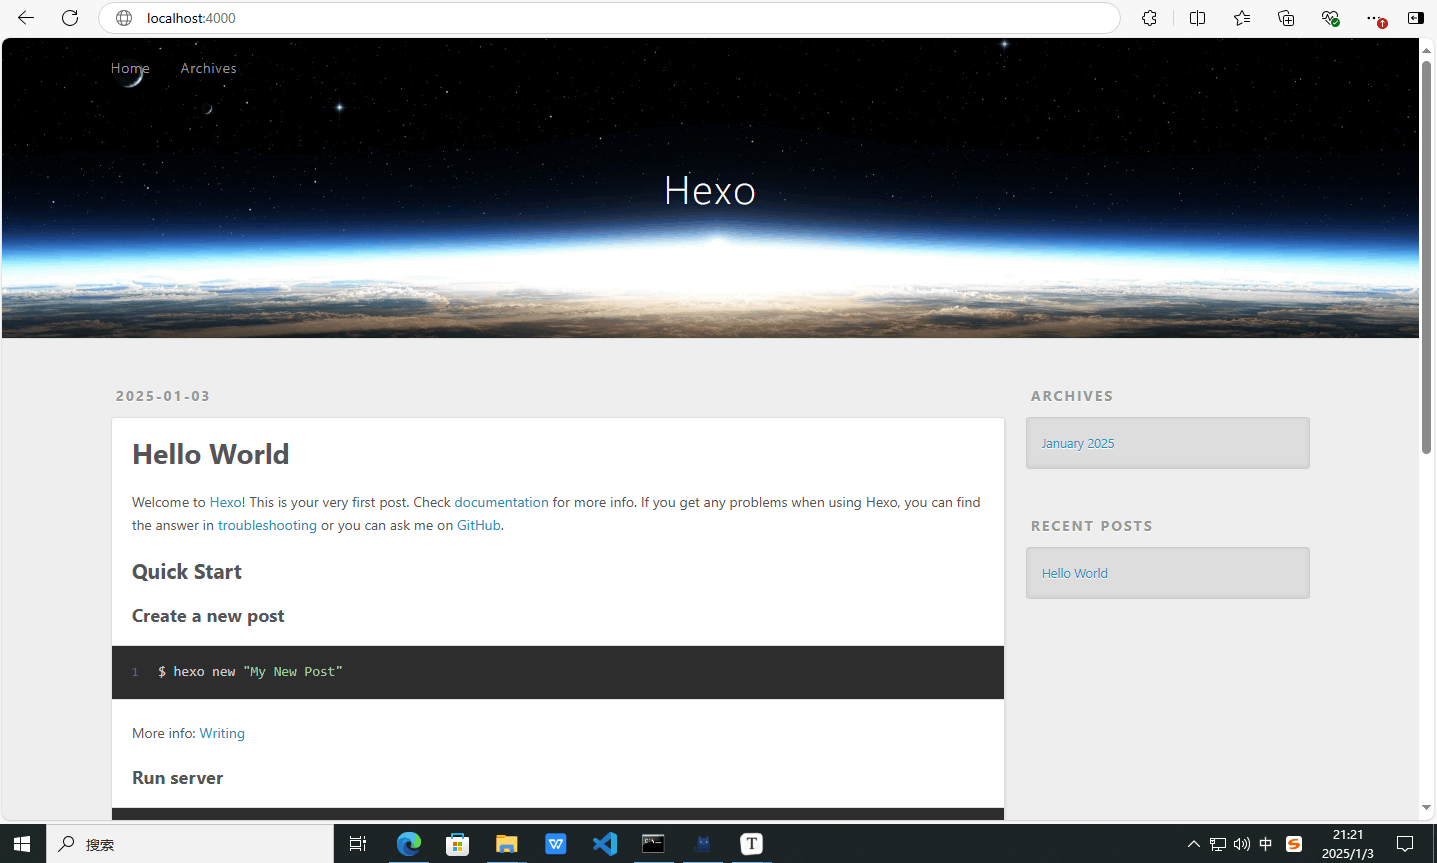 localhost:4000
Home Archives
Hexo
2025-01-03
Hello World
Welcome to Hexo! This is your very first post. Check documentation for more info. If you get any problems when using Hexo, you can find
the answer in troubleshooting or you can ask me on GitHub.
Quick Start
Create a new post
1 $ hexo new "My New Post"
More info: Writing
Run server
ARCHIVES
January 2025
RECENT POSTS
Hello World
搜索
W
T
中
S
21:21
2025/1/3